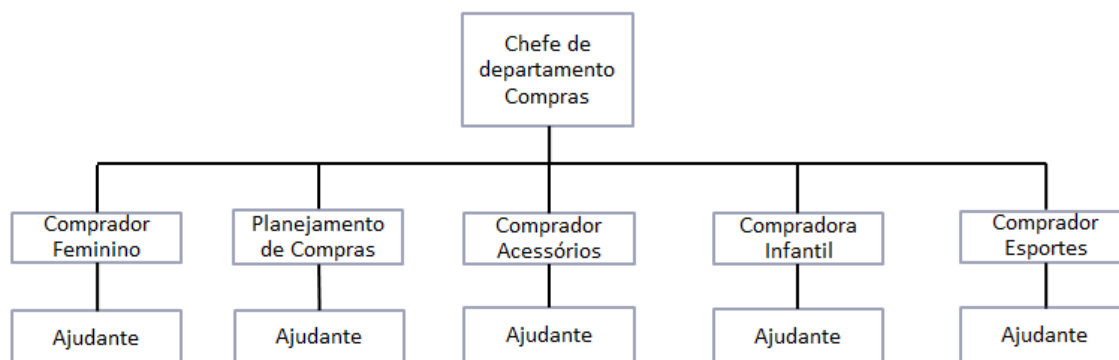 Chefe de
departamento
Compras
Comprador
Feminino
Planejamento
de Compras
Comprador
Acessórios
Compradora
Infantil
Comprador
Esportes
Ajudante
Ajudante
Ajudante
Ajudante
Ajudante